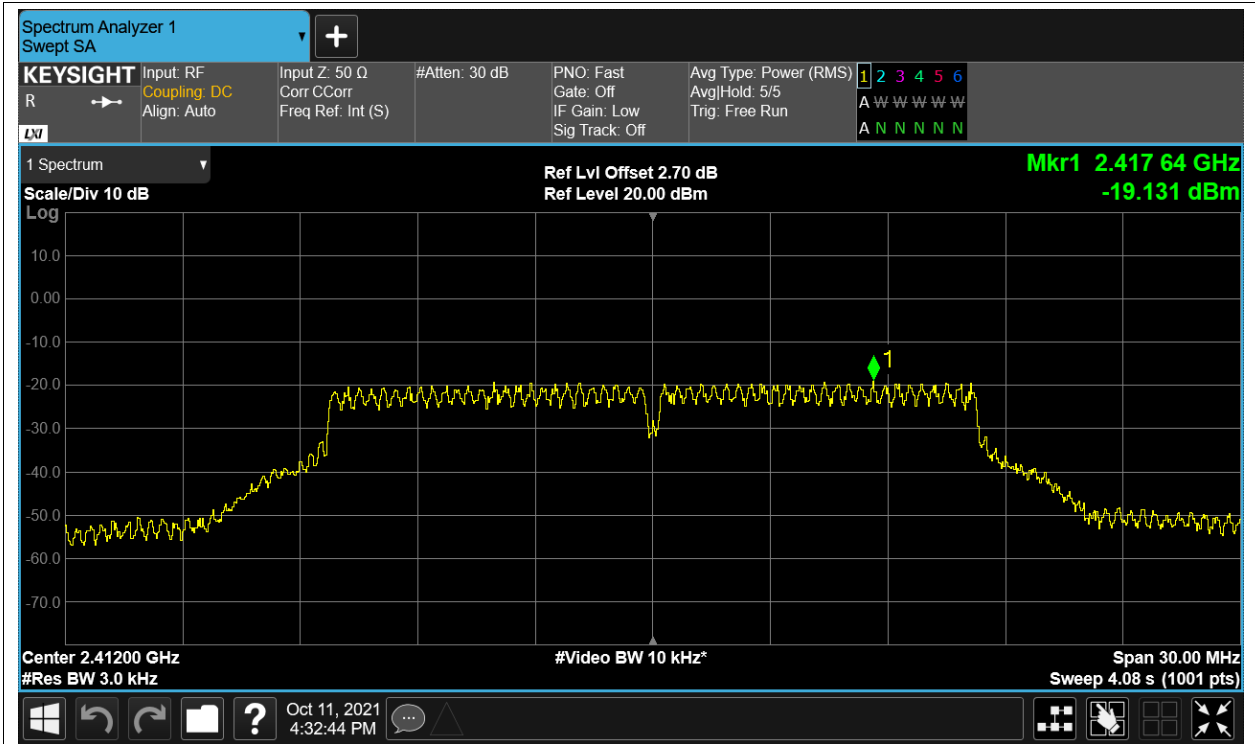 Spectrum Analyzer 1
Swept SA
KEYSIGHT
R
LXI
Input: RF
Coupling: DC
Align: Auto
Input Z: 50 Ω
Corr CCorr
Freq Ref: Int (S)
#Atten: 30 dB
PNO: Fast
Gate: Off
IF Gain: Low
Sig Track: Off
Avg Type: Power (RMS)
Avg|Hold: 5/5
Trig: Free Run
1 2 3 4 5 6
A W W W W W
A N N N N N
1 Spectrum
Scale/Div 10 dB
Log
Ref Lvl Offset 2.70 dB
Ref Level 20.00 dBm
Mkr1 2.417 64 GHz
-19.131 dBm
10.0
0.00
-10.0
-20.0
-30.0
-40.0
-50.0
-60.0
-70.0
1
Center 2.41200 GHz
#Res BW 3.0 kHz
#Video BW 10 kHz*
Span 30.00 MHz
Sweep 4.08 s (1001 pts)
?
Oct 11, 2021
4:32:44 PM